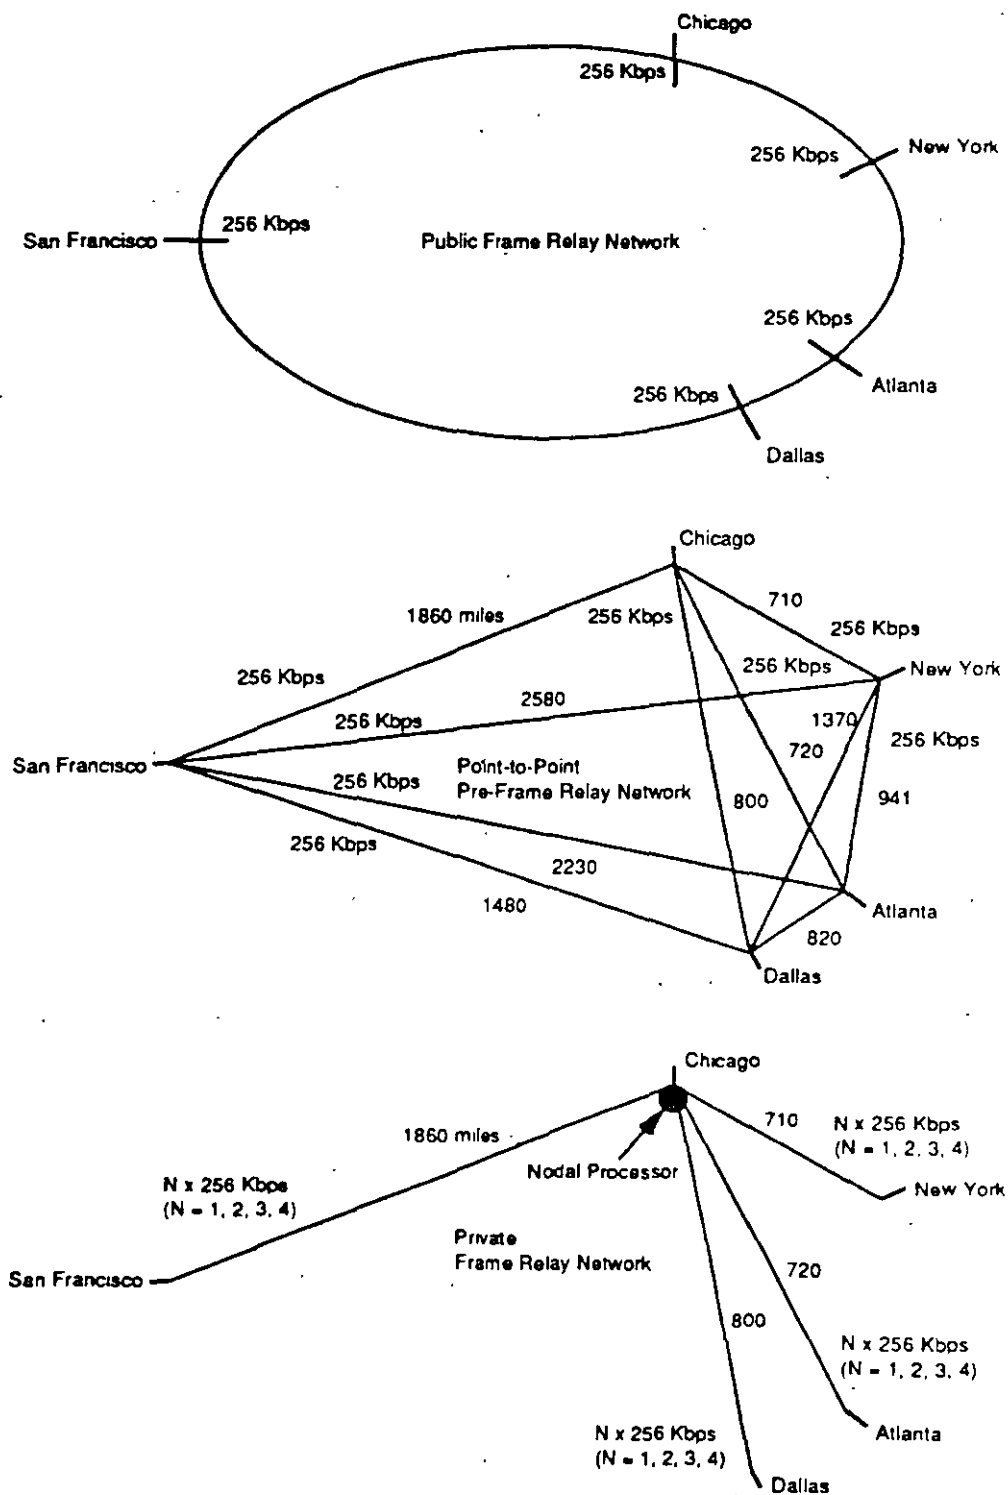 Chicago
256 Kbps
256 Kbps
New York
San Francisco
256 Kbps
Public Frame Relay Network
256 Kbps
Atlanta
256 Kbps
Dallas
Chicago
1860 miles
256 Kbps
710
256 Kbps
256 Kbps
256 Kbps
New York
2580
256 Kbps
1370
256 Kbps
720
San Francisco
Point-to-Point
Pre-Frame Relay Network
256 Kbps
800
941
256 Kbps
2230
1480
Atlanta
820
Dallas
Chicago
1860 miles
710
N x 256 Kbps
(N = 1, 2, 3, 4)
Nodal Processor
New York
N x 256 Kbps
(N = 1, 2, 3, 4)
Private
Frame Relay Network
San Francisco
720
800
N x 256 Kbps
(N = 1, 2, 3, 4)
Atlanta
N x 256 Kbps
(N = 1, 2, 3, 4)
Dallas